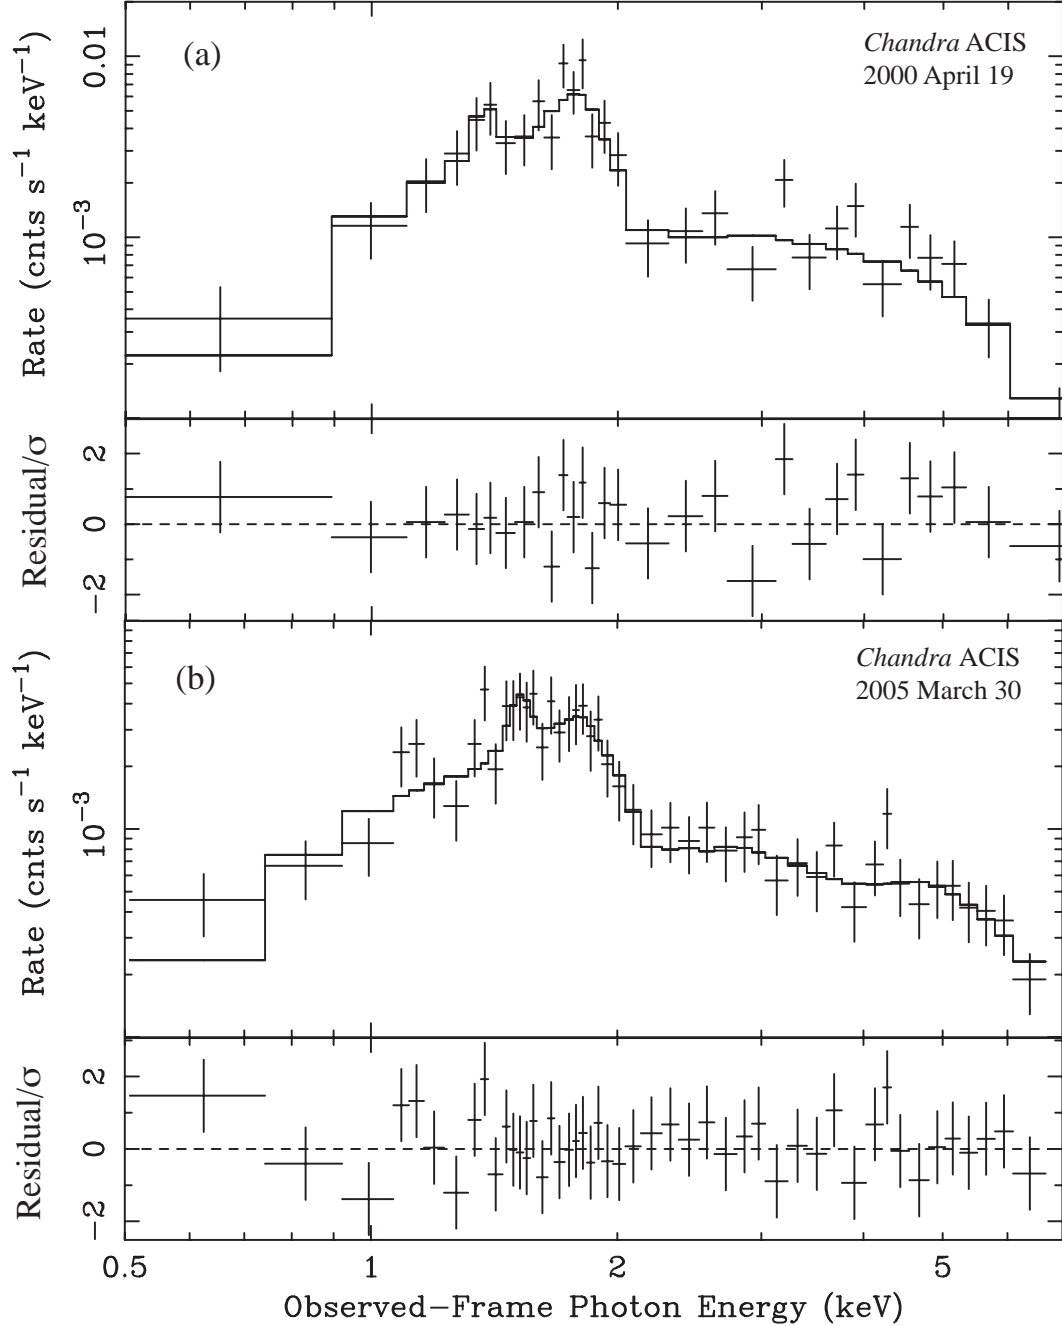 (a)
Chandra ACIS
2000 April 19
Rate (cnts s⁻¹ keV⁻¹)
0.01
10⁻³
Residual/σ
2
0
−2
(b)
Chandra ACIS
2005 March 30
Rate (cnts s⁻¹ keV⁻¹)
10⁻³
Residual/σ
2
0
−2
0.5 1 2 5
Observed−Frame Photon Energy (keV)